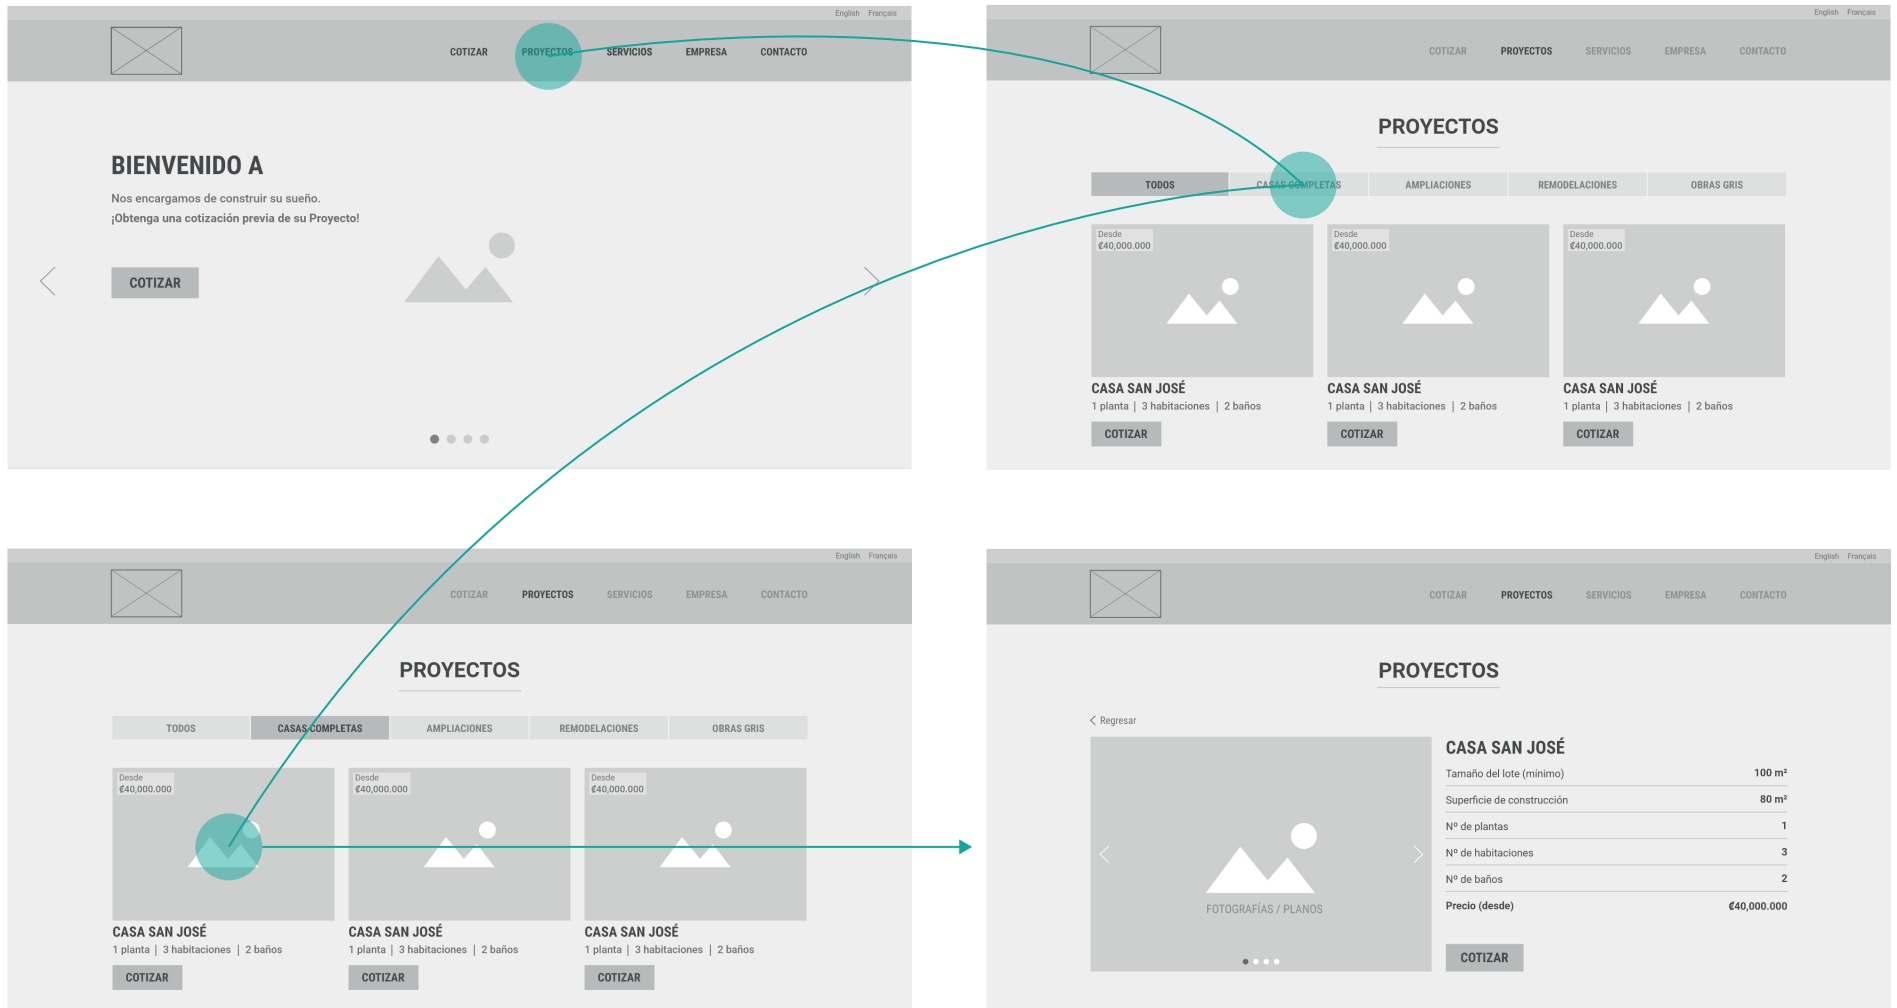 English Français
COTIZAR PROYECTOS SERVICIOS EMPRESA CONTACTO
BIENVENIDO A
Nos encargamos de construir su sueño.
¡Obtenga una cotización previa de su Proyecto!
COTIZAR
English Français
COTIZAR PROYECTOS SERVICIOS EMPRESA CONTACTO
PROYECTOS
TODOS CASAS COMPLETAS AMPLIACIONES REMODELACIONES OBRAS GRIS
Desde Desde Desde
₡40,000.000 ₡40,000.000 ₡40,000.000
CASA SAN JOSÉ CASA SAN JOSÉ CASA SAN JOSÉ
1 planta | 3 habitaciones | 2 baños 1 planta | 3 habitaciones | 2 baños 1 planta | 3 habitaciones | 2 baños
COTIZAR COTIZAR COTIZAR
English Français
COTIZAR PROYECTOS SERVICIOS EMPRESA CONTACTO
PROYECTOS
TODOS CASAS COMPLETAS AMPLIACIONES REMODELACIONES OBRAS GRIS
Desde Desde Desde
₡40,000.000 ₡40,000.000 ₡40,000.000
CASA SAN JOSÉ CASA SAN JOSÉ CASA SAN JOSÉ
1 planta | 3 habitaciones | 2 baños 1 planta | 3 habitaciones | 2 baños 1 planta | 3 habitaciones | 2 baños
COTIZAR COTIZAR COTIZAR
English Français
COTIZAR PROYECTOS SERVICIOS EMPRESA CONTACTO
PROYECTOS
Regresar
FOTOGRAFÍAS / PLANOS
CASA SAN JOSÉ
Tamaño del lote (mínimo) 100 m²
Superficie de construcción 80 m²
Nº de plantas 1
Nº de habitaciones 3
Nº de baños 2
Precio (desde) ₡40,000.000
COTIZAR